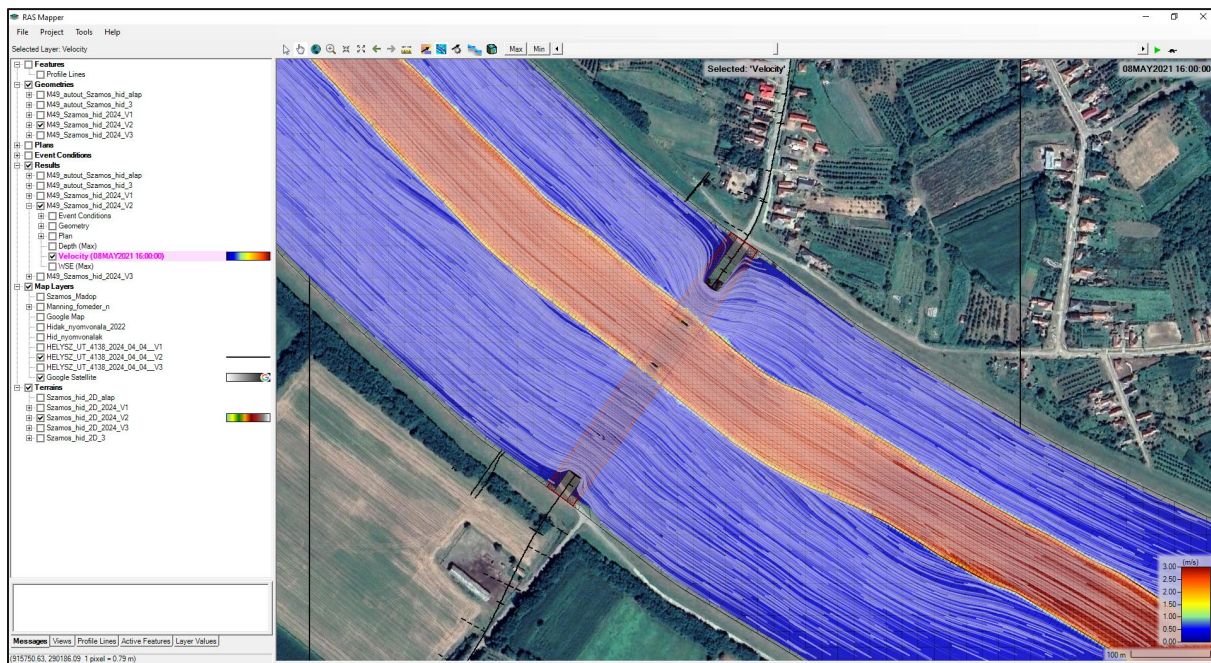 RAS Mapper
File Project Tools Help
Selected Layer: Velocity
Max Min
Features
Profile Lines
Geometries
M49_autout_Szamos_hid_alap
M49_Szamos_hid_3
M49_Szamos_hid_2024_V1
M49_Szamos_hid_2024_V2
M49_Szamos_hid_2024_V3
Plans
Event Conditions
Results
M49_autout_Szamos_hid_alap
M49_Szamos_hid_3
M49_Szamos_hid_2024_V1
M49_Szamos_hid_2024_V2
Event Conditions
Geometry
Plan
Depth (Max)
Velocity (08MAY2021 16:00:00)
WSE (Max)
M49_Szamos_hid_2024_V3
Map Layers
Szamos_Madop
Manning_fomeder_n
Google Map
Hidak_nyomvonala_2022
Hid_nyomvonalak
HELYSZ_UT_4138_2024_04_04__V1
HELYSZ_UT_4138_2024_04_04__V2
HELYSZ_UT_4138_2024_04_04__V3
Google Satellite
Terrains
Szamos_hid_2D_alap
Szamos_hid_2D_2024_V1
Szamos_hid_2D_2024_V2
Szamos_hid_2D_2024_V3
Szamos_hid_2D_3
Selected: 'Velocity'
08MAY2021 16:00:00
(m/s)
3.00
2.50
2.00
1.50
1.00
0.50
0.00
100 m
Messages Views Profile Lines Active Features Layer Values
(915750.63, 290186.09 1 pixel = 0.79 m)